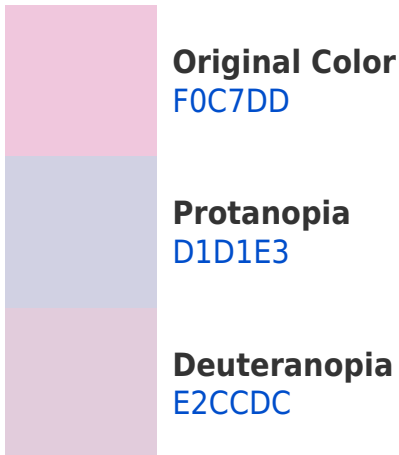 Original Color
F0C7DD
Protanopia
D1D1E3
Deuteranopia
E2CCDC